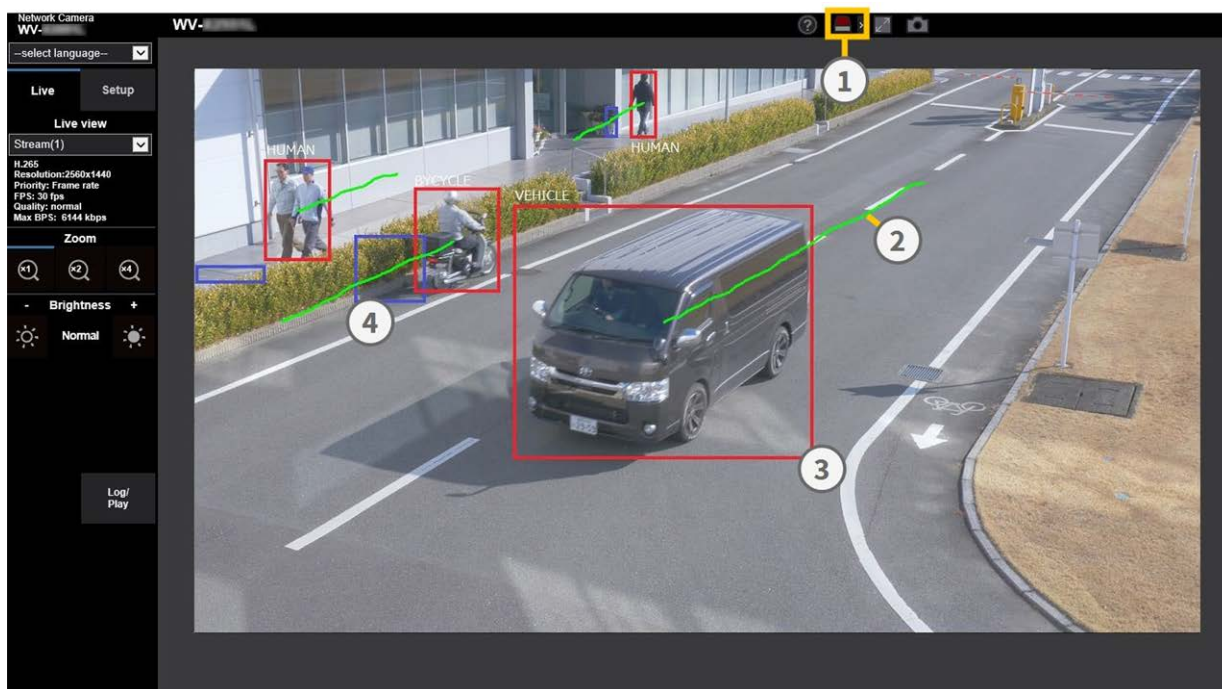 Network Camera
WV-
WV-
--select language--
Live
Setup
Live view
Stream(1)
H.265
Resolution:2560x1440
Priority: Frame rate
FPS: 30 fps
Quality: normal
Max BPS: 6144 kbps
Zoom
x1
x2
x4
- Brightness +
Normal
Log/
Play
?
1
HUMAN
HUMAN
BYCYCLE
VEHICLE
2
4
3